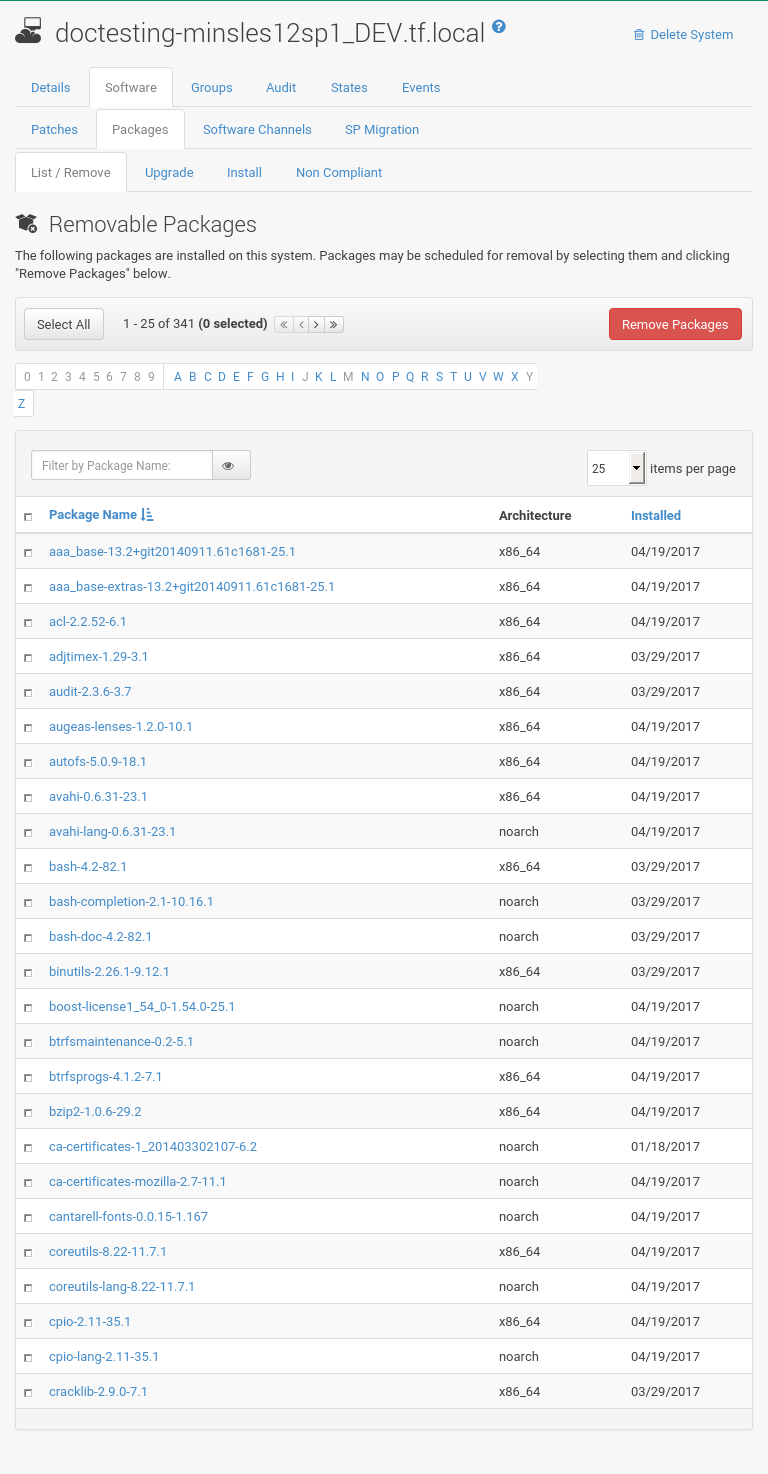 doctesting-minsles12sp1_DEV.tf.local ?
Delete System
Details Software Groups Audit States Events
Patches Packages Software Channels SP Migration
List / Remove Upgrade Install Non Compliant
Removable Packages
The following packages are installed on this system. Packages may be scheduled for removal by selecting them and clicking
"Remove Packages" below.
Select All 1 - 25 of 341 (0 selected) Remove Packages
0 1 2 3 4 5 6 7 8 9 A B C D E F G H I J K L M N O P Q R S T U V W X Y
Z
Filter by Package Name: 25 items per page
Package Name Architecture Installed
aaa_base-13.2+git20140911.61c1681-25.1 x86_64 04/19/2017
aaa_base-extras-13.2+git20140911.61c1681-25.1 x86_64 04/19/2017
acl-2.2.52-6.1 x86_64 04/19/2017
adjtimex-1.29-3.1 x86_64 03/29/2017
audit-2.3.6-3.7 x86_64 03/29/2017
augeas-lenses-1.2.0-10.1 x86_64 04/19/2017
autofs-5.0.9-18.1 x86_64 04/19/2017
avahi-0.6.31-23.1 x86_64 04/19/2017
avahi-lang-0.6.31-23.1 noarch 04/19/2017
bash-4.2-82.1 x86_64 03/29/2017
bash-completion-2.1-10.16.1 noarch 03/29/2017
bash-doc-4.2-82.1 noarch 03/29/2017
binutils-2.26.1-9.12.1 x86_64 03/29/2017
boost-license1_54_0-1.54.0-25.1 noarch 04/19/2017
btrfsmaintenance-0.2-5.1 noarch 04/19/2017
btrfsprogs-4.1.2-7.1 x86_64 04/19/2017
bzip2-1.0.6-29.2 x86_64 04/19/2017
ca-certificates-1_201403302107-6.2 noarch 01/18/2017
ca-certificates-mozilla-2.7-11.1 noarch 04/19/2017
cantarell-fonts-0.0.15-1.167 noarch 04/19/2017
coreutils-8.22-11.7.1 x86_64 04/19/2017
coreutils-lang-8.22-11.7.1 noarch 04/19/2017
cpio-2.11-35.1 x86_64 04/19/2017
cpio-lang-2.11-35.1 noarch 04/19/2017
cracklib-2.9.0-7.1 x86_64 03/29/2017